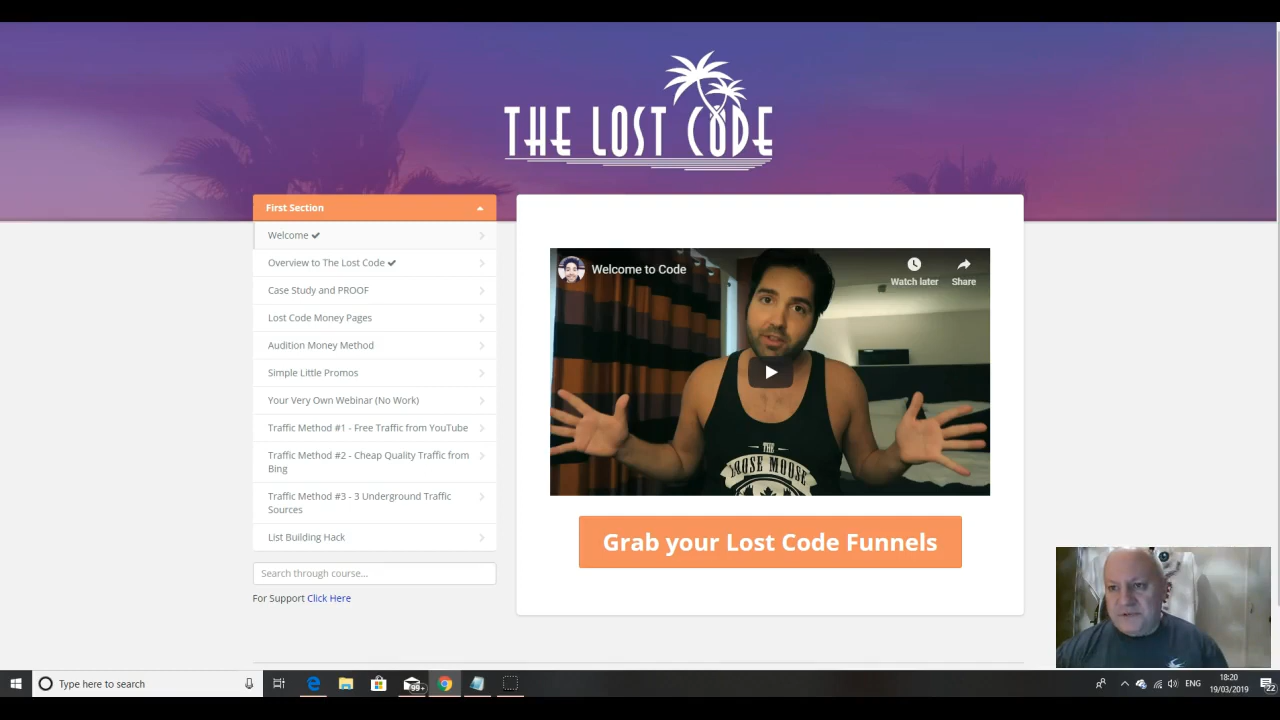 THE LOST CODE
First Section
Welcome ✔
Overview to The Lost Code ✔
Case Study and PROOF
Lost Code Money Pages
Audition Money Method
Simple Little Promos
Your Very Own Webinar (No Work)
Traffic Method #1 - Free Traffic from YouTube
Traffic Method #2 - Cheap Quality Traffic from
Bing
Traffic Method #3 - 3 Underground Traffic
Sources
List Building Hack
Search through course...
For Support Click Here
Welcome to Code
Watch later
Share
THE
LOOSE MOOSE
Grab your Lost Code Funnels
Type here to search
99+
ENG
18:20
19/03/2019
22